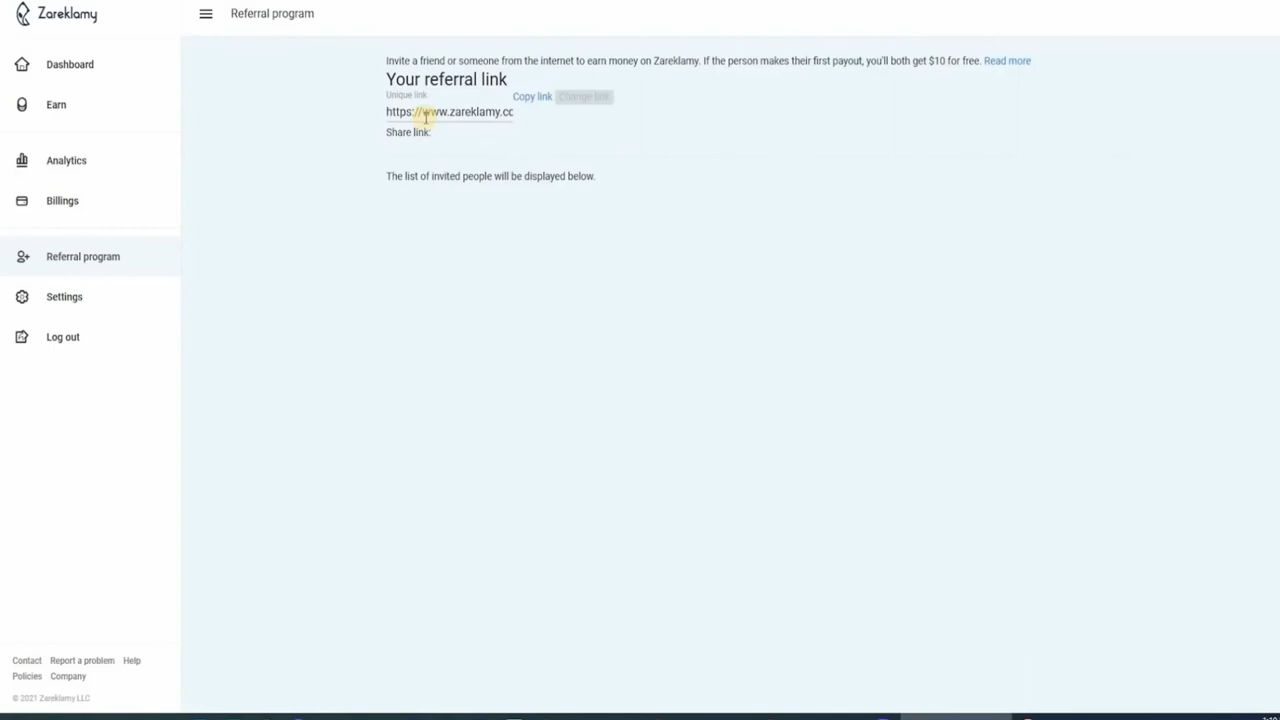 Zareklamy
Referral program
Dashboard
Earn
Analytics
Billings
Referral program
Settings
Log out
Invite a friend or someone from the internet to earn money on Zareklamy. If the person makes their first payout, you'll both get $10 for free. Read more
Your referral link
Unique link
Copy link Change link
https://www.zareklamy.cc
Share link:
The list of invited people will be displayed below.
Contact Report a problem Help
Policies Company
© 2021 Zareklamy LLC